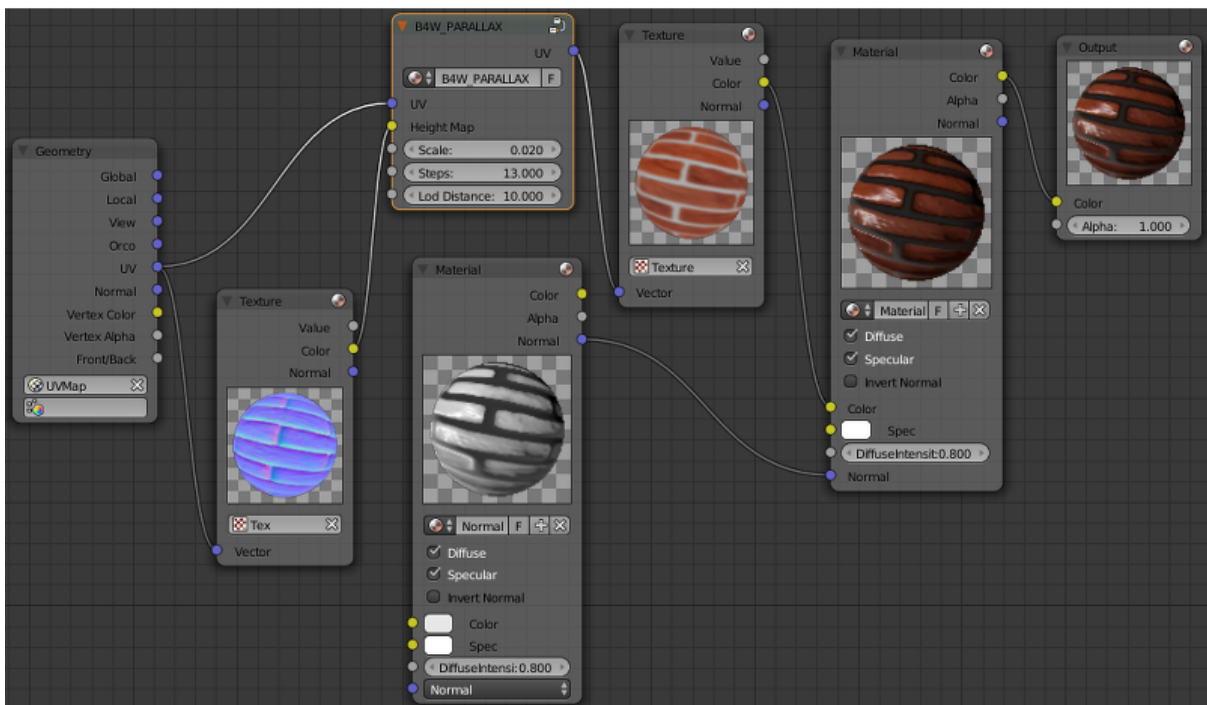 Geometry
Global
Local
View
Orco
UV
Normal
Vertex Color
Vertex Alpha
Front/Back
UVMap
Texture
Value
Color
Normal
Tex
Vector
B4W_PARALLAX
UV
B4W_PARALLAX F
UV
Height Map
Scale: 0.020
Steps: 13.000
Lod Distance: 10.000
Material
Color
Alpha
Normal
Normal F
Diffuse
Specular
Invert Normal
Color
Spec
DiffuseIntensi: 0.800
Normal
Texture
Value
Color
Normal
Texture
Vector
Material
Color
Alpha
Normal
Material F
Diffuse
Specular
Invert Normal
Color
Spec
DiffuseIntensit: 0.800
Normal
Output
Color
Alpha: 1.000